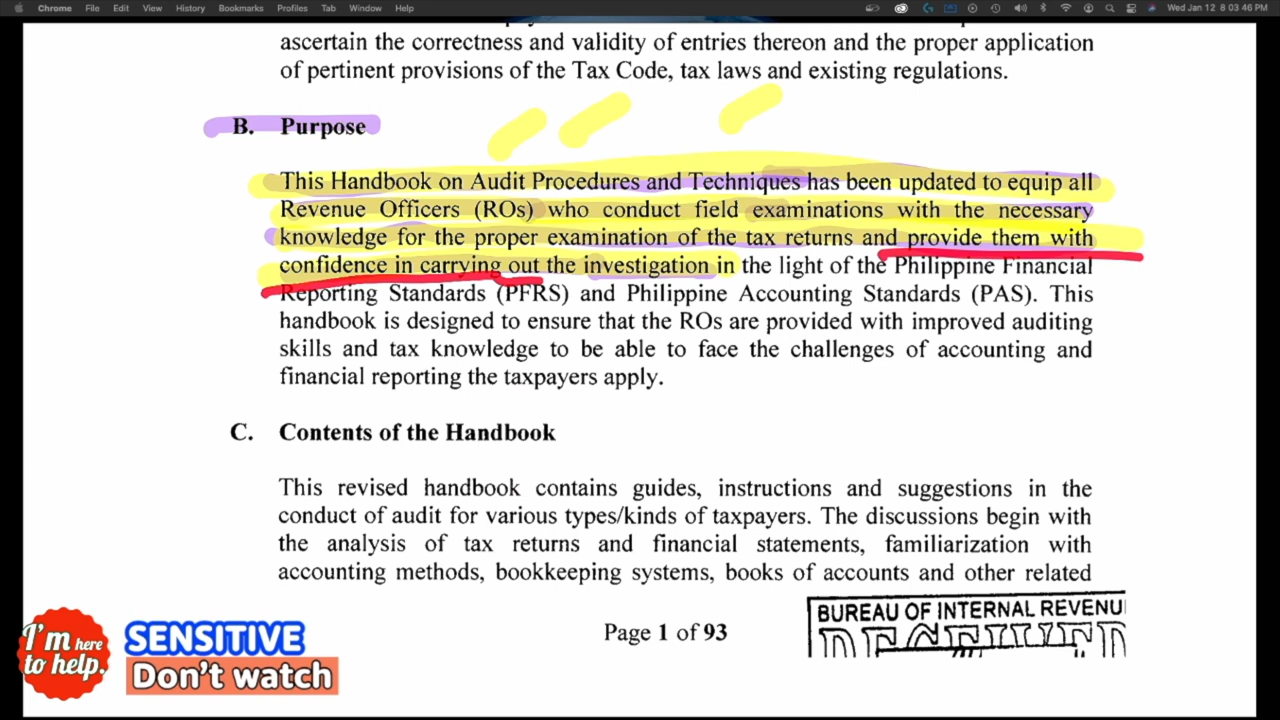 Chrome File Edit View History Bookmarks Profiles Tab Window Help Wed Jan 12 8 03 46 PM
ascertain the correctness and validity of entries thereon and the proper application
of pertinent provisions of the Tax Code, tax laws and existing regulations.
B. Purpose
This Handbook on Audit Procedures and Techniques has been updated to equip all
Revenue Officers (ROs) who conduct field examinations with the necessary
knowledge for the proper examination of the tax returns and provide them with
confidence in carrying out the investigation in the light of the Philippine Financial
Reporting Standards (PFRS) and Philippine Accounting Standards (PAS). This
handbook is designed to ensure that the ROs are provided with improved auditing
skills and tax knowledge to be able to face the challenges of accounting and
financial reporting the taxpayers apply.
C. Contents of the Handbook
This revised handbook contains guides, instructions and suggestions in the
conduct of audit for various types/kinds of taxpayers. The discussions begin with
the analysis of tax returns and financial statements, familiarization with
accounting methods, bookkeeping systems, books of accounts and other related
Page 1 of 93
BUREAU OF INTERNAL REVENU
I'm here
to help.
SENSITIVE
Don't watch